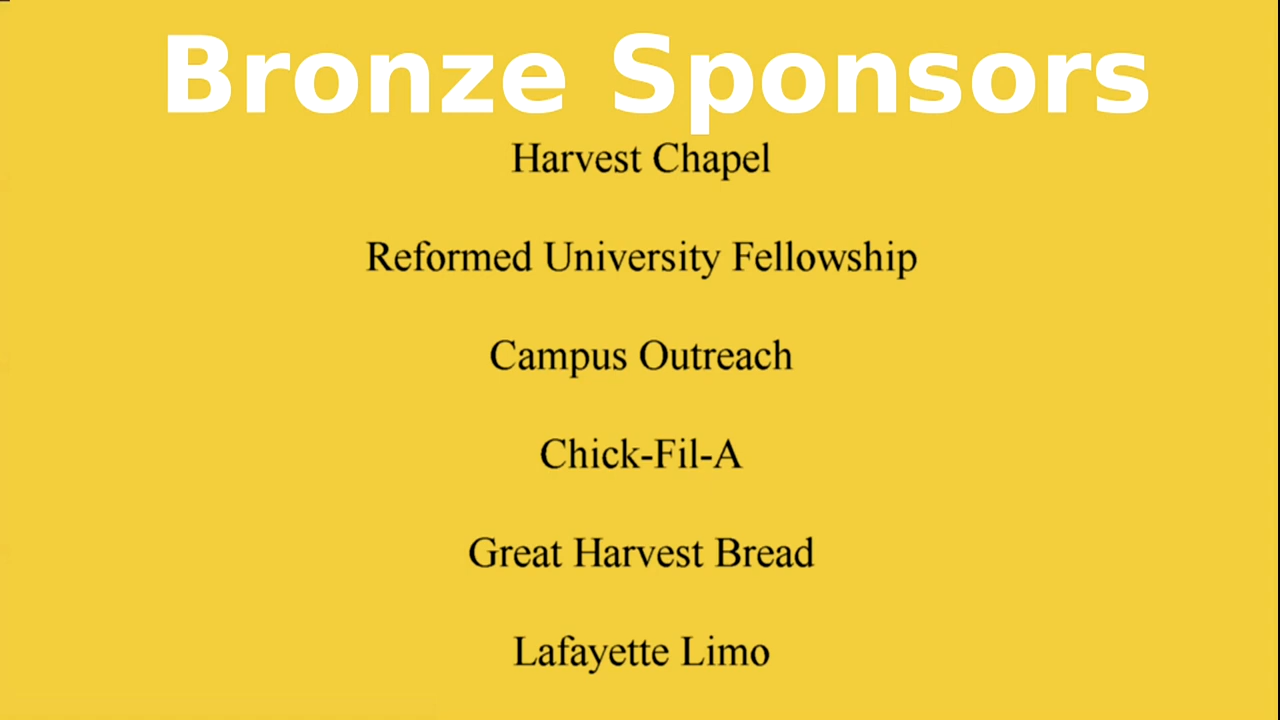 Bronze Sponsors
Harvest Chapel
Reformed University Fellowship
Campus Outreach
Chick-Fil-A
Great Harvest Bread
Lafayette Limo